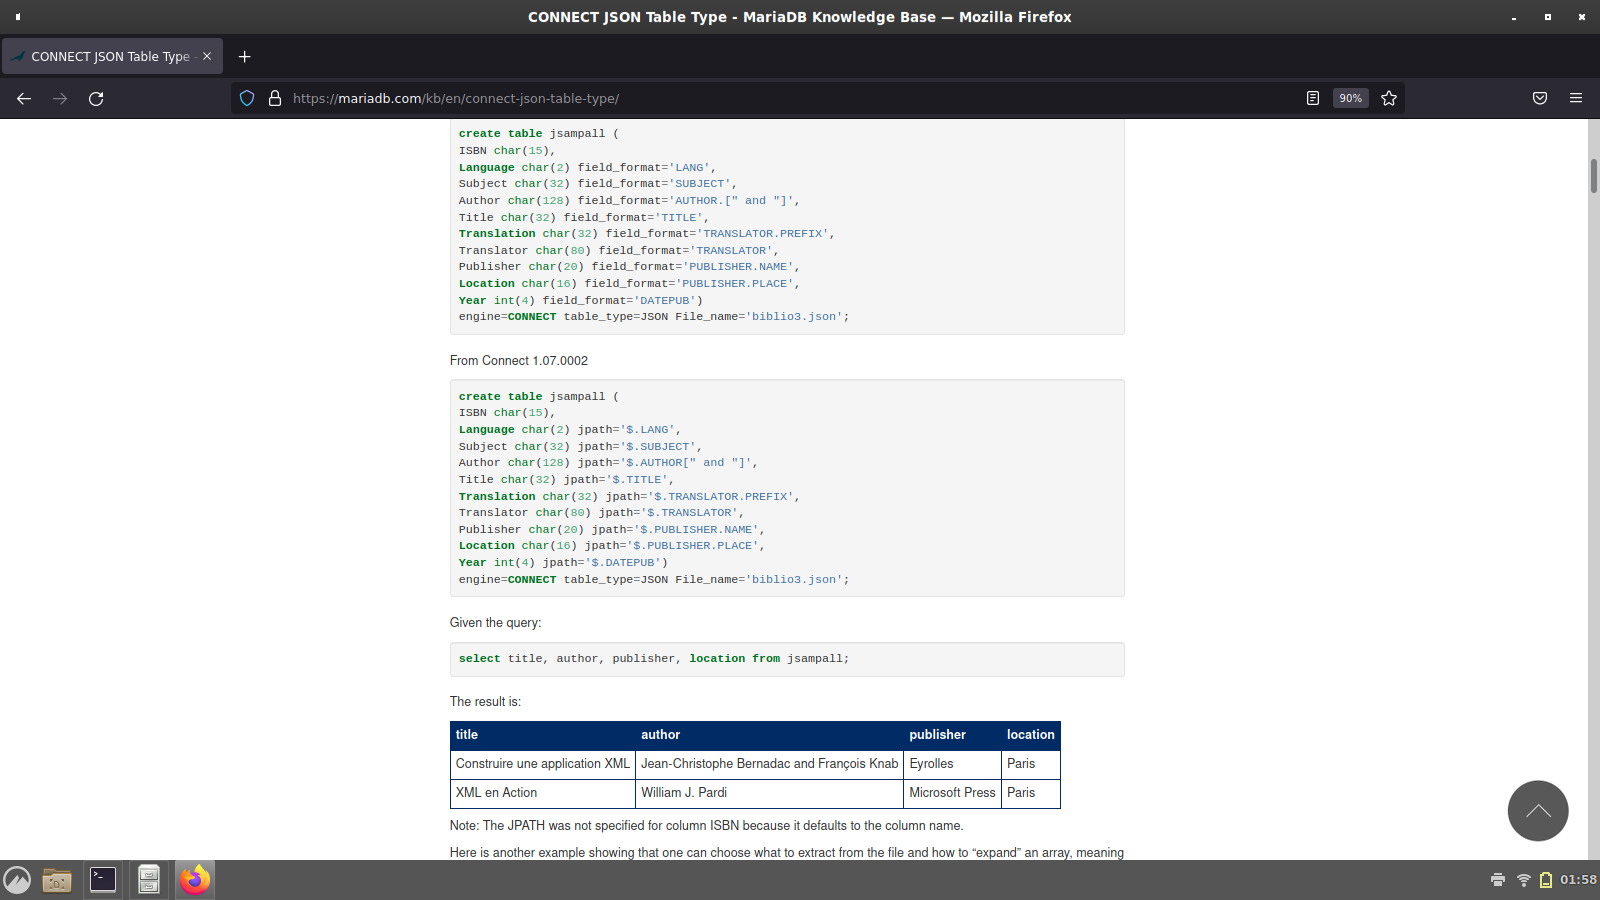 CONNECT JSON Table Type - MariaDB Knowledge Base — Mozilla Firefox
CONNECT JSON Table Type -
https://mariadb.com/kb/en/connect-json-table-type/
90%
create table jsampall (
ISBN char(15),
Language char(2) field_format='LANG',
Subject char(32) field_format='SUBJECT',
Author char(128) field_format='AUTHOR.[" and "]',
Title char(32) field_format='TITLE',
Translation char(32) field_format='TRANSLATOR.PREFIX',
Translator char(80) field_format='TRANSLATOR',
Publisher char(20) field_format='PUBLISHER.NAME',
Location char(16) field_format='PUBLISHER.PLACE',
Year int(4) field_format='DATEPUB')
engine=CONNECT table_type=JSON File_name='biblio3.json';
From Connect 1.07.0002
create table jsampall (
ISBN char(15),
Language char(2) jpath='$.LANG',
Subject char(32) jpath='$.SUBJECT',
Author char(128) jpath='$.AUTHOR[" and "]',
Title char(32) jpath='$.TITLE',
Translation char(32) jpath='$.TRANSLATOR.PREFIX',
Translator char(80) jpath='$.TRANSLATOR',
Publisher char(20) jpath='$.PUBLISHER.NAME',
Location char(16) jpath='$.PUBLISHER.PLACE',
Year int(4) jpath='$.DATEPUB')
engine=CONNECT table_type=JSON File_name='biblio3.json';
Given the query:
select title, author, publisher, location from jsampall;
The result is:
title author publisher location
Construire une application XML Jean-Christophe Bernadac and François Knab Eyrolles Paris
XML en Action William J. Pardi Microsoft Press Paris
Note: The JPATH was not specified for column ISBN because it defaults to the column name.
Here is another example showing that one can choose what to extract from the file and how to “expand” an array, meaning
01:58